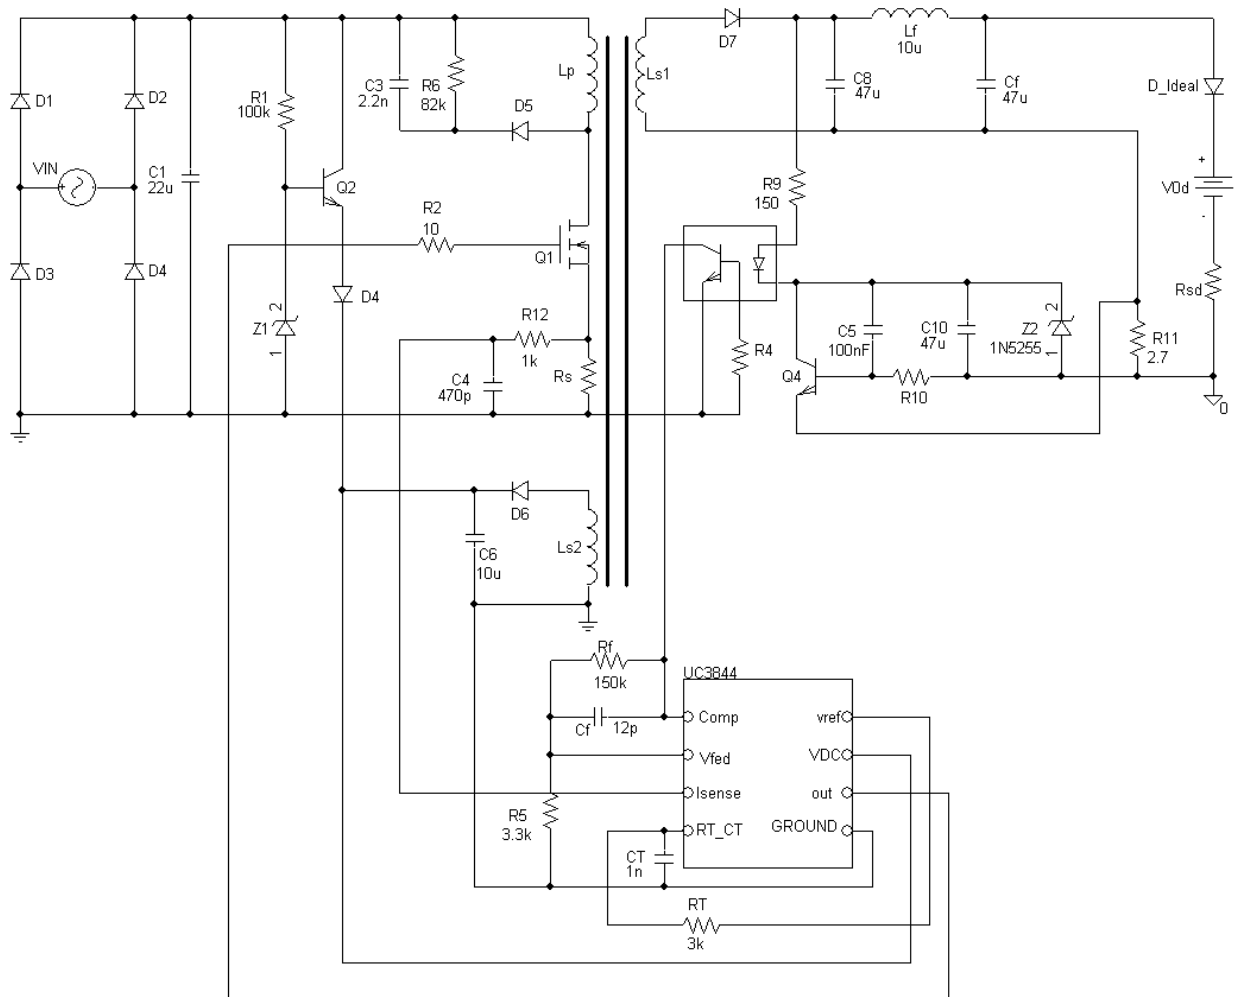 D1
D2
VIN
C1
22u
D3
D4
R1
100k
Q2
Z1
2
1
D4
C3
2.2n
R6
82k
D5
Lp
R2
10
Q1
R12
1k
C4
470p
Rs
Ls1
D7
Lf
10u
C8
47u
Cf
47u
D_Ideal
V0d
+
-
Rsd
R9
150
R4
Q4
C5
100nF
C10
47u
R10
Z2
1N5255
2
1
R11
2.7
0
D6
C6
10u
Ls2
Rf
150k
Cf
12p
R5
3.3k
CT
1n
RT
3k
UC3844
Comp
Vfed
Isense
RT_CT
vref
VDC
out
GROUND